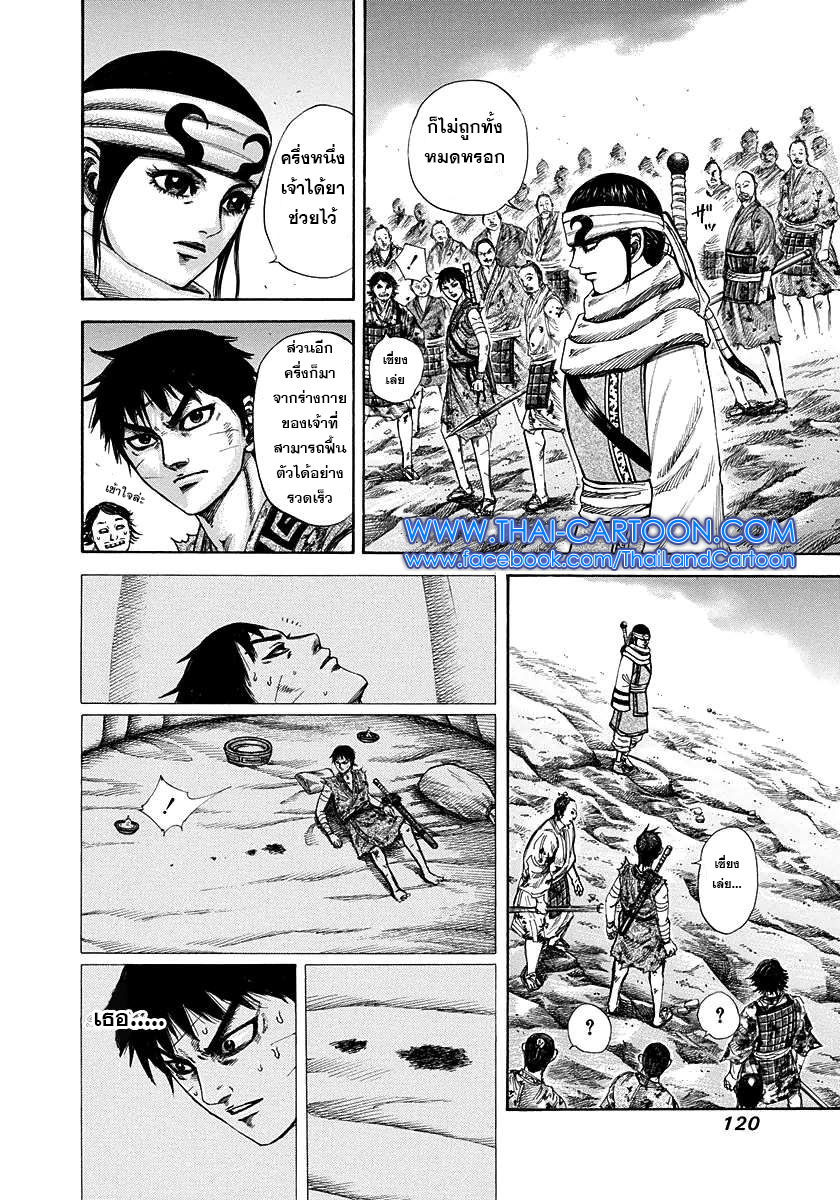 ก็ไม่ถูกทั้ง
หมดหรอก
ザッ
!
เชี่ยง
เล่ย
ครึ่งหนึ่ง
เจ้าได้ยา
ช่วยไว้
ส่วนอีก
ครึ่งก็มา
จากร่างกาย
ของเจ้าที่
สามารถฟื้น
ตัวได้อย่าง
รวดเร็ว
เข้าใจล่ะ
WWW.THAI-CARTOON.COM
www.facebook.com/ThaiLandCartoon
เชี่ยง
เล่ย...
?
?
!
เธอ.....
120